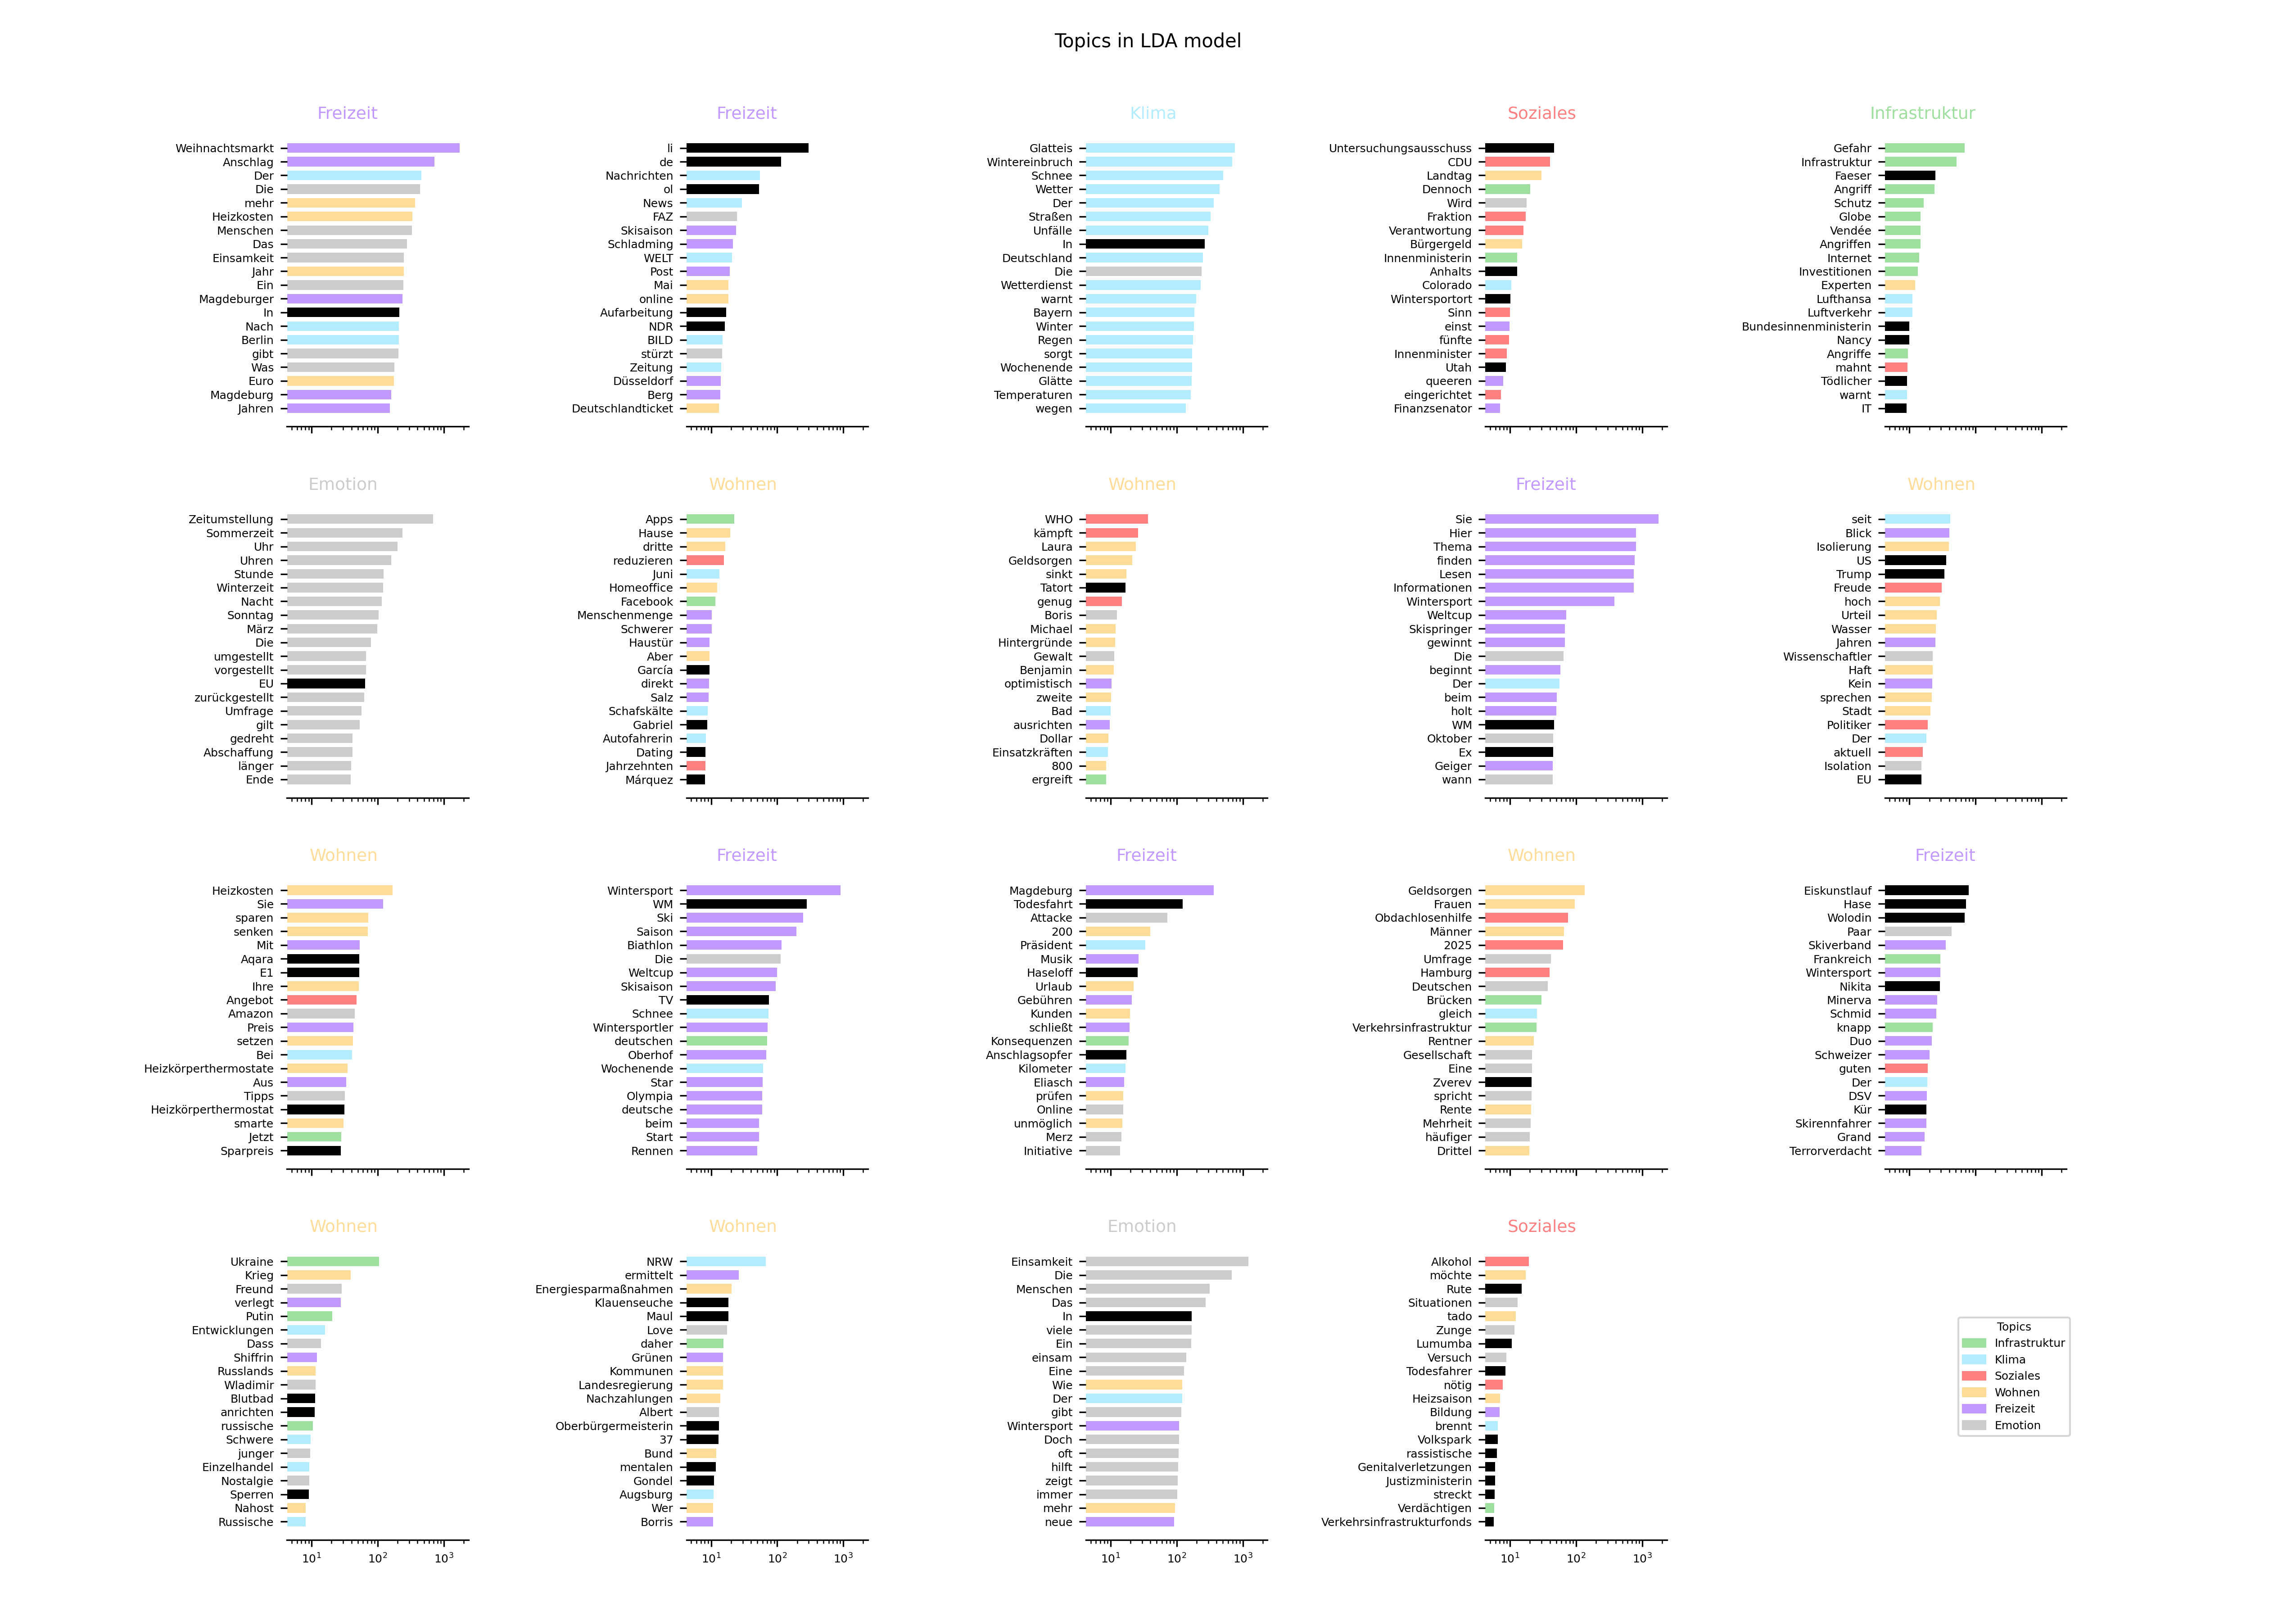 Topics in LDA model
Freizeit
Weihnachtsmarkt
Anschlag
Der
Die
mehr
Heizkosten
Menschen
Das
Einsamkeit
Jahr
Ein
Magdeburger
In
Nach
Berlin
gibt
Was
Euro
Magdeburg
Jahren
Freizeit
li
de
Nachrichten
ol
News
FAZ
Skisaison
Schladming
WELT
Post
Mai
online
Aufarbeitung
NDR
BILD
stürzt
Zeitung
Düsseldorf
Berg
Deutschlandticket
Klima
Glatteis
Wintereinbruch
Schnee
Wetter
Der
Straßen
Unfälle
In
Deutschland
Die
Wetterdienst
warnt
Bayern
Winter
Regen
sorgt
Wochenende
Glätte
Temperaturen
wegen
Soziales
Untersuchungsausschuss
CDU
Landtag
Dennoch
Wird
Fraktion
Verantwortung
Bürgergeld
Innenministerin
Anhalts
Colorado
Wintersportort
Sinn
einst
fünfte
Innenminister
Utah
queeren
eingerichtet
Finanzsenator
Infrastruktur
Gefahr
Infrastruktur
Faeser
Angriff
Schutz
Globe
Vendée
Angriffen
Internet
Investitionen
Experten
Lufthansa
Luftverkehr
Bundesinnenministerin
Nancy
Angriffe
mahnt
Tödlicher
warnt
IT
Emotion
Zeitumstellung
Sommerzeit
Uhr
Uhren
Stunde
Winterzeit
Nacht
Sonntag
März
Die
umgestellt
vorgestellt
EU
zurückgestellt
Umfrage
gilt
gedreht
Abschaffung
länger
Ende
Wohnen
Apps
Hause
dritte
reduzieren
Juni
Homeoffice
Facebook
Menschenmenge
Schwerer
Haustür
Aber
García
direkt
Salz
Schafskälte
Gabriel
Autofahrerin
Dating
Jahrzehnten
Márquez
Wohnen
WHO
kämpft
Laura
Geldsorgen
sinkt
Tatort
genug
Boris
Michael
Hintergründe
Gewalt
Benjamin
optimistisch
zweite
Bad
ausrichten
Dollar
Einsatzkräften
800
ergreift
Freizeit
Sie
Hier
Thema
finden
Lesen
Informationen
Wintersport
Weltcup
Skispringer
gewinnt
Die
beginnt
Der
beim
holt
WM
Oktober
Ex
Geiger
wann
Wohnen
seit
Blick
Isolierung
US
Trump
Freude
hoch
Urteil
Wasser
Jahren
Wissenschaftler
Haft
Kein
sprechen
Stadt
Politiker
Der
aktuell
Isolation
EU
Wohnen
Heizkosten
Sie
sparen
senken
Mit
Aqara
E1
Ihre
Angebot
Amazon
Preis
setzen
Bei
Heizkörperthermostate
Aus
Tipps
Heizkörperthermostat
smarte
Jetzt
Sparpreis
Freizeit
Wintersport
WM
Ski
Saison
Biathlon
Die
Weltcup
Skisaison
TV
Schnee
Wintersportler
deutschen
Oberhof
Wochenende
Star
Olympia
deutsche
beim
Start
Rennen
Freizeit
Magdeburg
Todesfahrt
Attacke
200
Präsident
Musik
Haseloff
Urlaub
Gebühren
Kunden
schließt
Konsequenzen
Anschlagsopfer
Kilometer
Eliasch
prüfen
Online
unmöglich
Merz
Initiative
Wohnen
Geldsorgen
Frauen
Obdachlosenhilfe
Männer
2025
Umfrage
Hamburg
Deutschen
Brücken
gleich
Verkehrsinfrastruktur
Rentner
Gesellschaft
Eine
Zverev
spricht
Rente
Mehrheit
häufiger
Drittel
Freizeit
Eiskunstlauf
Hase
Wolodin
Paar
Skiverband
Frankreich
Wintersport
Nikita
Minerva
Schmid
knapp
Duo
Schweizer
guten
Der
DSV
Kür
Skirennfahrer
Grand
Terrorverdacht
Wohnen
Ukraine
Krieg
Freund
verlegt
Putin
Entwicklungen
Dass
Shiffrin
Russlands
Wladimir
Blutbad
anrichten
russische
Schwere
junger
Einzelhandel
Nostalgie
Sperren
Nahost
Russische
10¹ 10² 10³
Wohnen
NRW
ermittelt
Energiesparmaßnahmen
Klauenseuche
Maul
Love
daher
Grünen
Kommunen
Landesregierung
Nachzahlungen
Albert
Oberbürgermeisterin
37
Bund
mentalen
Gondel
Augsburg
Wer
Borris
10¹ 10² 10³
Emotion
Einsamkeit
Die
Menschen
Das
In
viele
Ein
einsam
Eine
Wie
Der
gibt
Wintersport
Doch
oft
hilft
zeigt
immer
mehr
neue
10¹ 10² 10³
Soziales
Alkohol
möchte
Rute
Situationen
tado
Zunge
Lumumba
Versuch
Todesfahrer
nötig
Heizsaison
Bildung
brennt
Volkspark
rassistische
Genitalverletzungen
Justizministerin
streckt
Verdächtigen
Verkehrsinfrastrukturfonds
10¹ 10² 10³
Topics
Infrastruktur
Klima
Soziales
Wohnen
Freizeit
Emotion